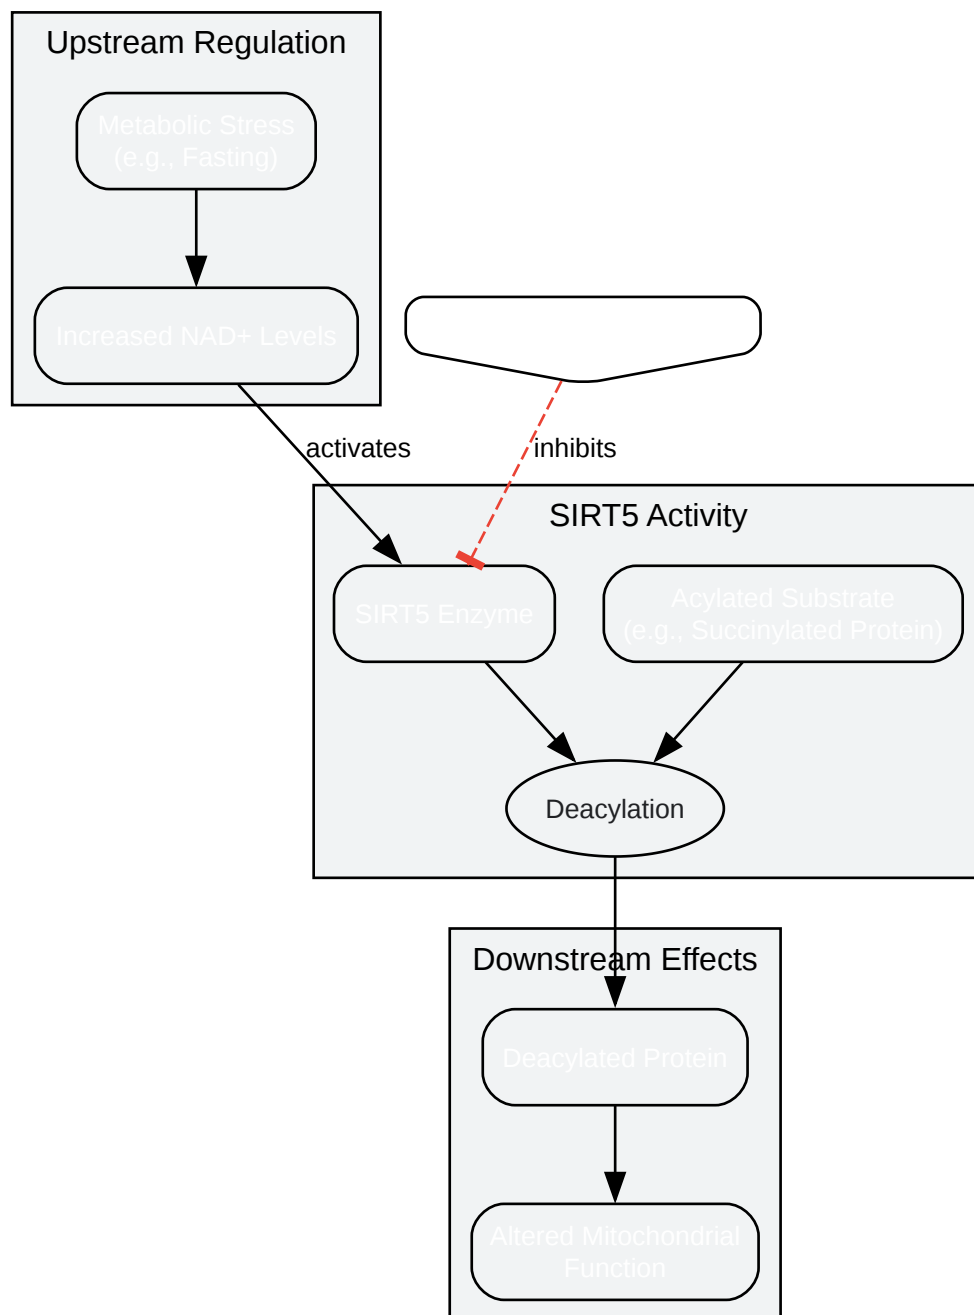 Upstream Regulation
Metabolic Stress
(e.g., Fasting)
Increased NAD+ Levels
activates
inhibits
SIRT5 Activity
SIRT5 Enzyme
Acylated Substrate
(e.g., Succinylated Protein)
Deacylation
Downstream Effects
Deacylated Protein
Altered Mitochondrial
Function